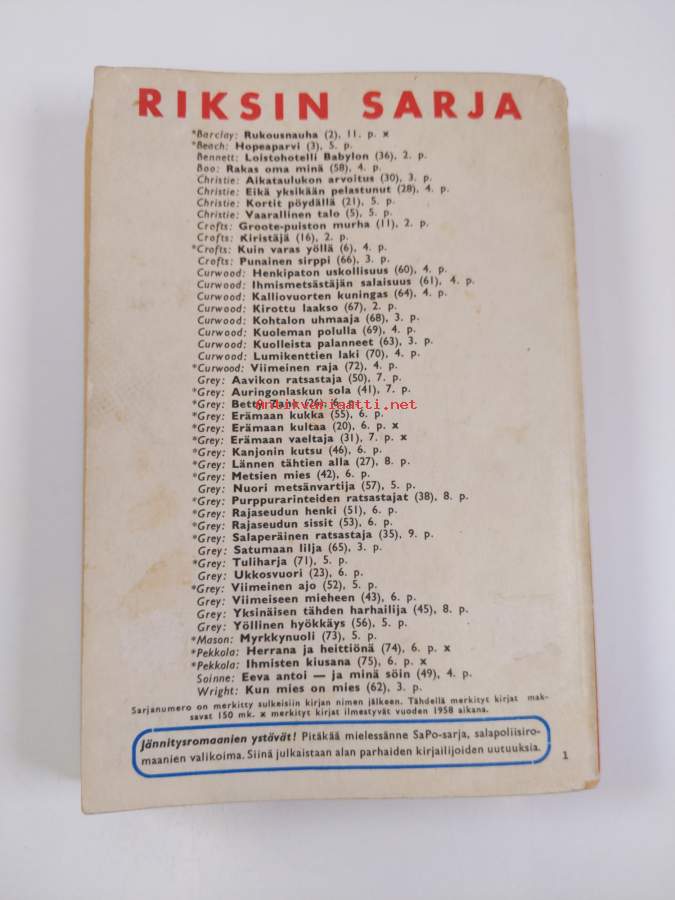 RIKSIN SARJA
*Barclay: Rukousnauha (2), 11. p. x
*Beach: Hopeaparvi (3), 5. p.
Bennett: Loistohotelli Babylon (36), 2. p.
Boo: Rakas oma minä (58), 4. p.
Christie: Aikataulukon arvoitus (30), 3. p.
Christie: Eikä yksikään pelastunut (28), 4. p.
Christie: Kortit pöydällä (21), 5. p.
Christie: Vaarallinen talo (5), 5. p.
Crofts: Groote-puiston murha (11), 2. p.
Crofts: Kiristäjä (16), 2. p.
*Crofts: Kuin varas yöllä (6), 4. p.
Crofts: Punainen sirppi (66), 3. p.
Curwood: Henkipaton uskollisuus (60), 4. p.
Curwood: Ihmismetsästäjän salaisuus (61), 4. p.
Curwood: Kalliovuorten kuningas (64), 4. p.
Curwood: Kirottu laakso (67), 2. p.
Curwood: Kohtalon uhmaaja (68), 3. p.
Curwood: Kuoleman polulla (69), 4. p.
Curwood: Kuolleista palanneet (63), 3. p.
Curwood: Lumikenttien laki (70), 4. p.
*Curwood: Viimeinen raja (72), 4. p.
Grey: Aavikon ratsastaja (50), 7. p.
*Grey: Auringonlaskun sola (41), 7. p.
*Grey: Betty Zane (26), 6. p.
*Grey: Erämaan kukka (55), 6. p.
*Grey: Erämaan kultaa (20), 6. p. x
*Grey: Erämaan vaeltaja (31), 7. p. x
*Grey: Kanjonin kutsu (46), 6. p.
*Grey: Lännen tähtien alla (27), 8. p.
*Grey: Metsien mies (42), 6. p.
Grey: Nuori metsänvartija (57), 5. p.
*Grey: Purppurarinteiden ratsastajat (38), 8. p.
*Grey: Rajaseudun henki (51), 6. p.
*Grey: Rajaseudun sissit (53), 6. p.
*Grey: Salaperäinen ratsastaja (35), 9. p.
Grey: Satumaan lilja (65), 3. p.
*Grey: Tuliharja (71), 5. p.
Grey: Ukkosvuori (23), 6. p.
*Grey: Viimeinen ajo (52), 5. p.
Grey: Viimeiseen mieheen (43), 6. p.
Grey: Yksinäisen tähden harhailija (45), 8. p.
Grey: Yöllinen hyökkäys (56), 5. p.
*Mason: Myrkkynuoli (73), 5. p.
*Pekkola: Herrana ja heittiönä (74), 6. p. x
*Pekkola: Ihmisten kiusana (75), 6. p. x
Soinne: Eeva antoi — ja minä söin (49), 4. p.
Wright: Kun mies on mies (62), 3. p.
Sarjanumero on merkitty sulkeisiin kirjan nimen jälkeen. Tähdellä merkityt kirjat mak-
savat 150 mk. x merkityt kirjat ilmestyvät vuoden 1958 aikana.
Jännitysromaanien ystävät! Pitäkää mielessänne SaPo-sarja, salapoliisiro-
maanien valikoima. Siinä julkaistaan alan parhaiden kirjailijoiden uutuuksia.
1
Antikvariaatti.net